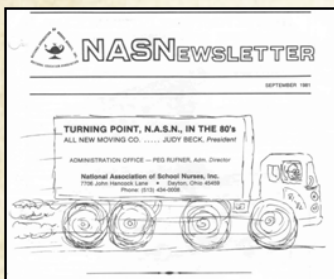 NASNEWSLETTER
SEPTEMBER 1981
TURNING POINT, N.A.S.N., IN THE 80's
ALL NEW MOVING CO. ..... JUDY BECK, President
ADMINISTRATION OFFICE — PEG RUFNER, Adm. Director
National Association of School Nurses, Inc.
7706 John Hancock Lane • Dayton, Ohio 45459
Phone: (513) 434-0008